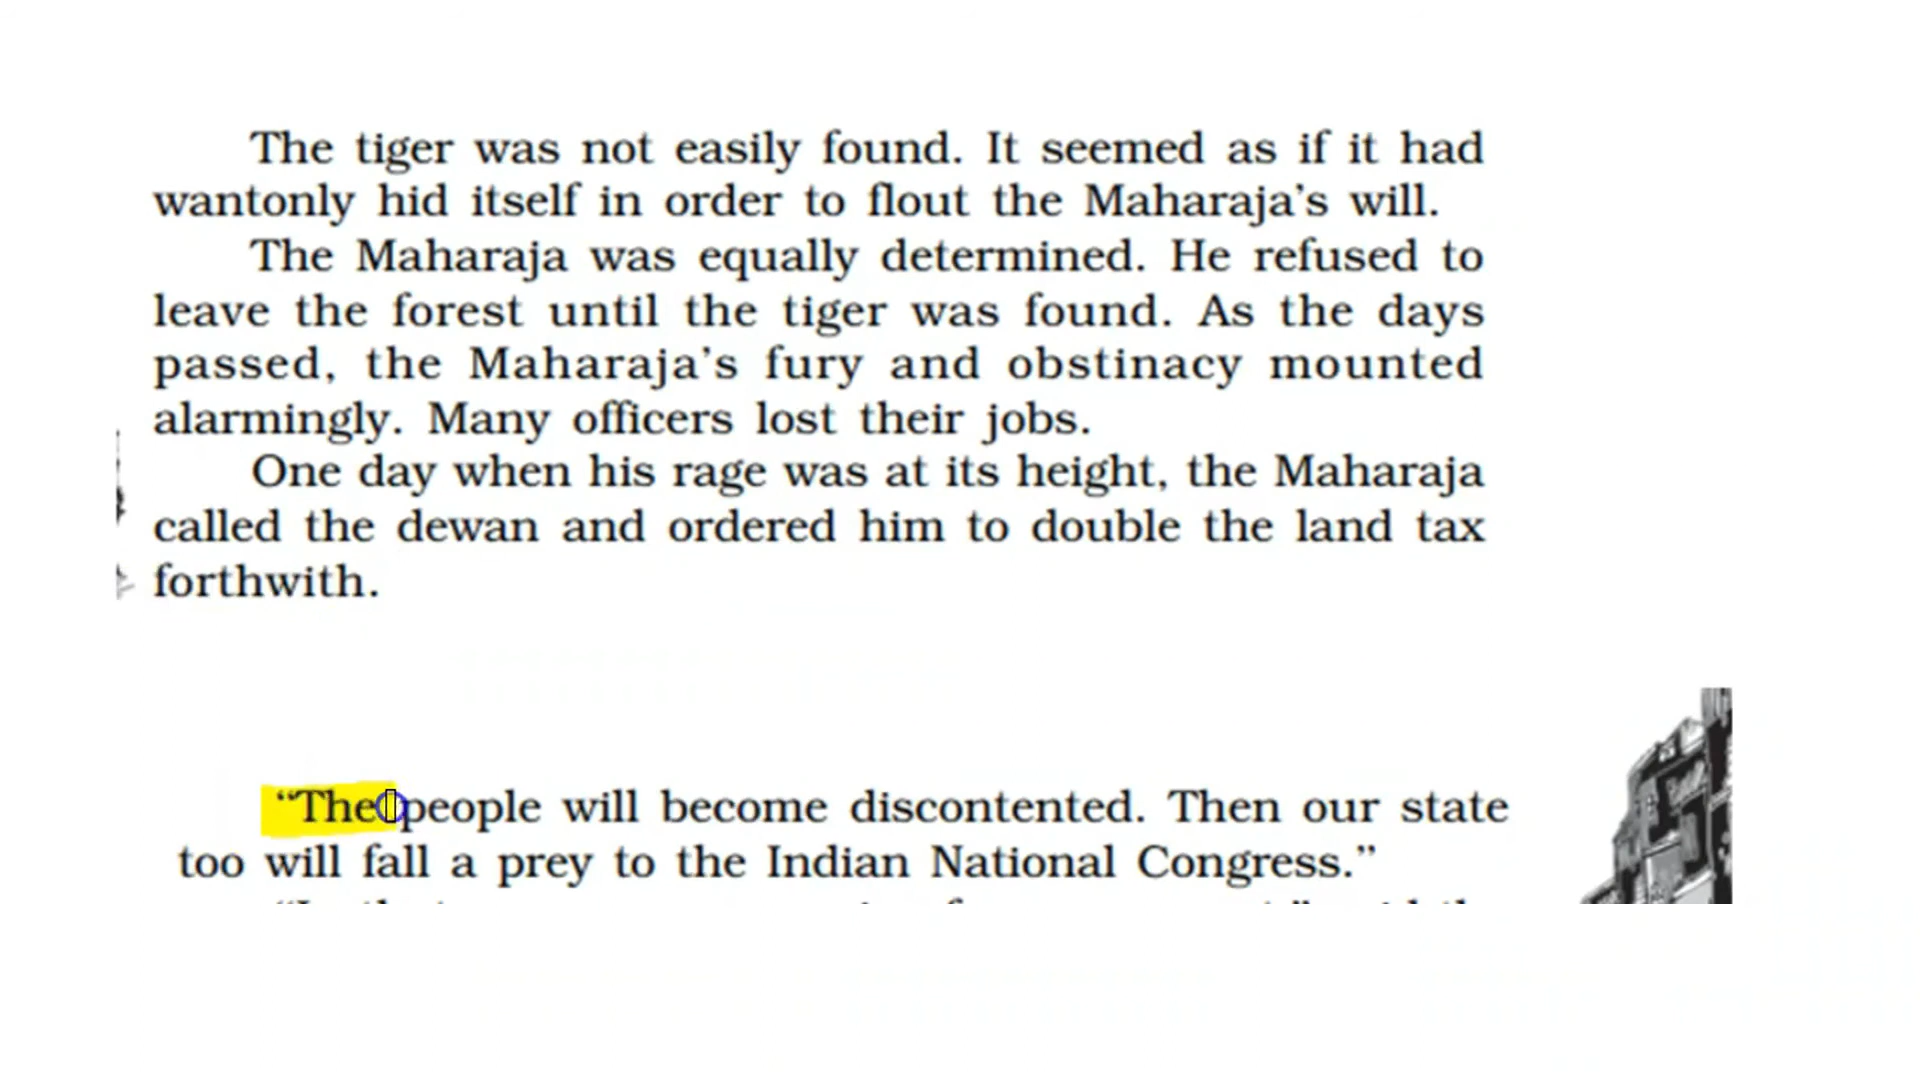 The tiger was not easily found. It seemed as if it had
wantonly hid itself in order to flout the Maharaja’s will.
The Maharaja was equally determined. He refused to
leave the forest until the tiger was found. As the days
passed, the Maharaja’s fury and obstinacy mounted
alarmingly. Many officers lost their jobs.
One day when his rage was at its height, the Maharaja
called the dewan and ordered him to double the land tax
forthwith.
“The people will become discontented. Then our state
too will fall a prey to the Indian National Congress.”